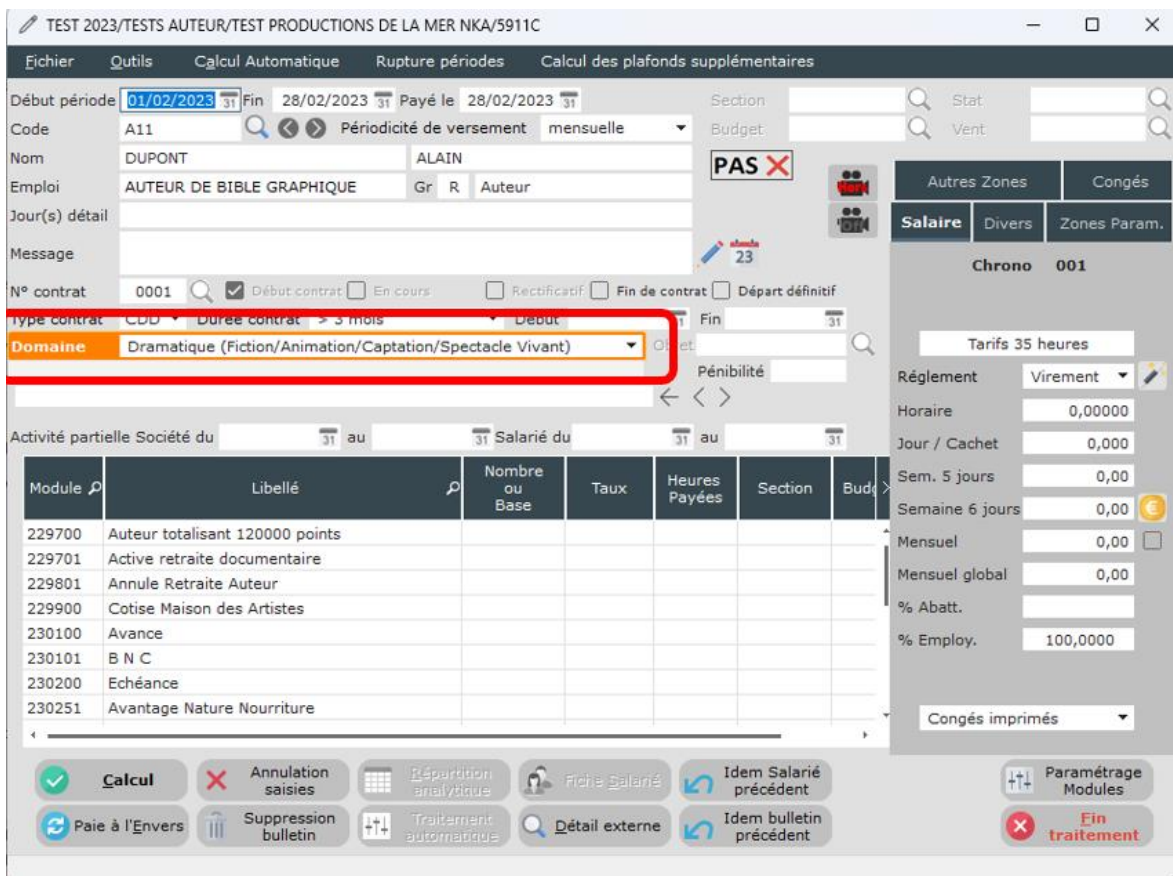 TEST 2023/TESTS AUTEUR/TEST PRODUCTIONS DE LA MER NKA/5911C
Fichier Outils Calcul Automatique Rupture périodes Calcul des plafonds supplémentaires
Début période 01/02/2023 31 Fin 28/02/2023 31 Payé le 28/02/2023 31 Section Stat
Code A11 Périodicité de versement mensuelle Budget Vent
Nom DUPONT ALAIN PAS
Emploi AUTEUR DE BIBLE GRAPHIQUE Gr R Auteur Autres Zones Congés
Jour(s) détail Salaire Divers Zones Param.
Message 23 Chrono 001
N° contrat 0001 Début contrat En cours Rectificatif Fin de contrat Départ définitif
Type contrat CDD Durée contrat > 3 mois Début 31 Fin 31
Domaine Dramatique (Fiction/Animation/Captation/Spectacle Vivant) Tarifs 35 heures
Pénibilité Réglement Virement
Horaire 0,00000
Activité partielle Société du 31 au 31 Salarié du 31 au 31 Jour / Cachet 0,000
Module Libellé Nombre ou Base Taux Heures Payées Section Budg
Sem. 5 jours 0,00
Semaine 6 jours 0,00
229700 Auteur totalisant 120000 points
Mensuel 0,00
229701 Active retraite documentaire
Mensuel global 0,00
229801 Annule Retraite Auteur
229900 Cotise Maison des Artistes
% Abatt.
230100 Avance
% Employ. 100,0000
230101 B N C
230200 Echéance
230251 Avantage Nature Nourriture
Congés imprimés
Calcul Annulation saisies Répartition analytique Fiche Salarié Idem Salarié précédent Paramétrage Modules
Paie à l'Envers Suppression bulletin Traitement automatique Détail externe Idem bulletin précédent Fin traitement